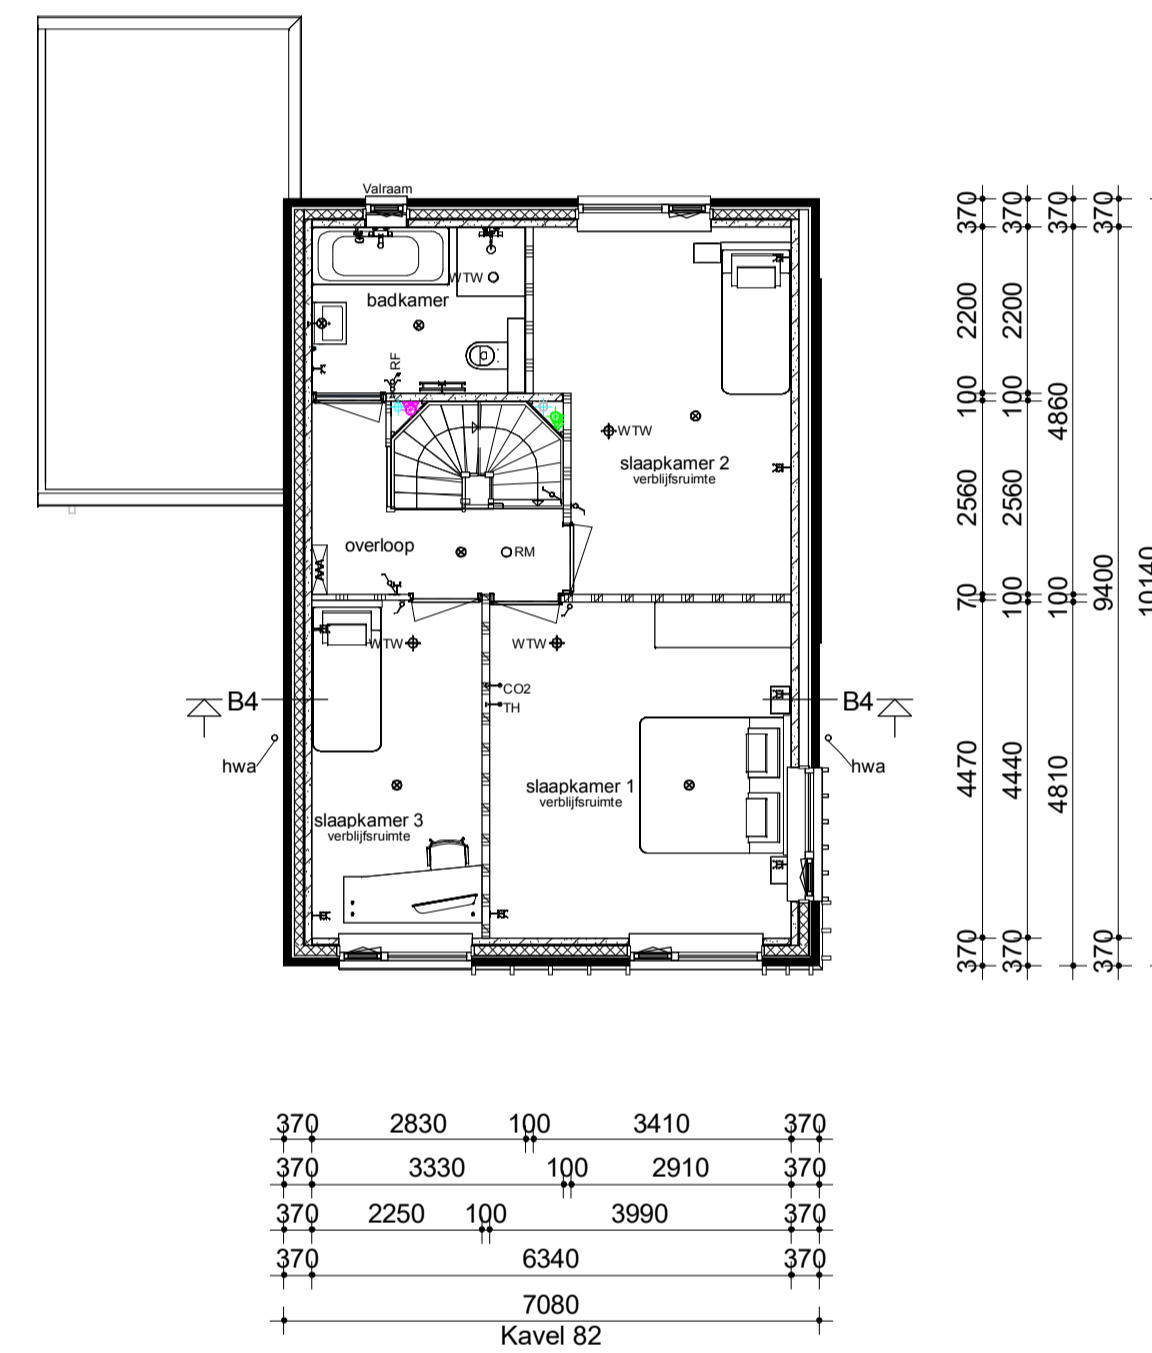 Valraam
WTW
badkamer
RF
WTW
slaapkamer 2
verblijfsruimte
overloop
RM
WTW
WTW
CO2
TH
B4
B4
hwa
hwa
slaapkamer 1
verblijfsruimte
slaapkamer 3
verblijfsruimte
370 370 370 370
2200 2200
100 100 4860
2560 2560
70 100 100 9400 10140
4470 4440 4810
370 370 370
370 2830 100 3410 370
370 3330 100 2910 370
370 2250 100 3990 370
370 6340 370
7080
Kavel 82